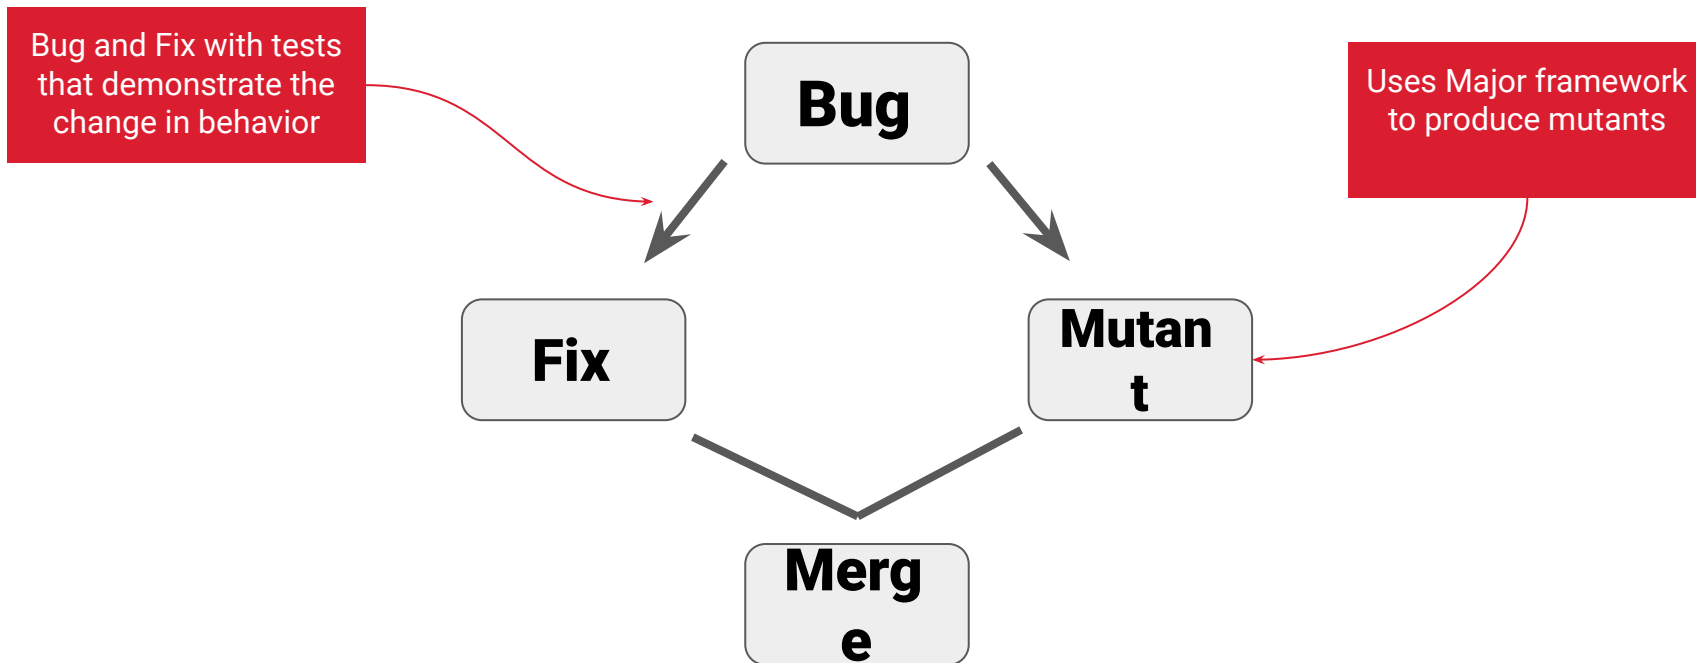 Bug and Fix with tests
that demonstrate the
change in behavior
Bug
Uses Major framework
to produce mutants
Fix
Mutan
t
Merg
e